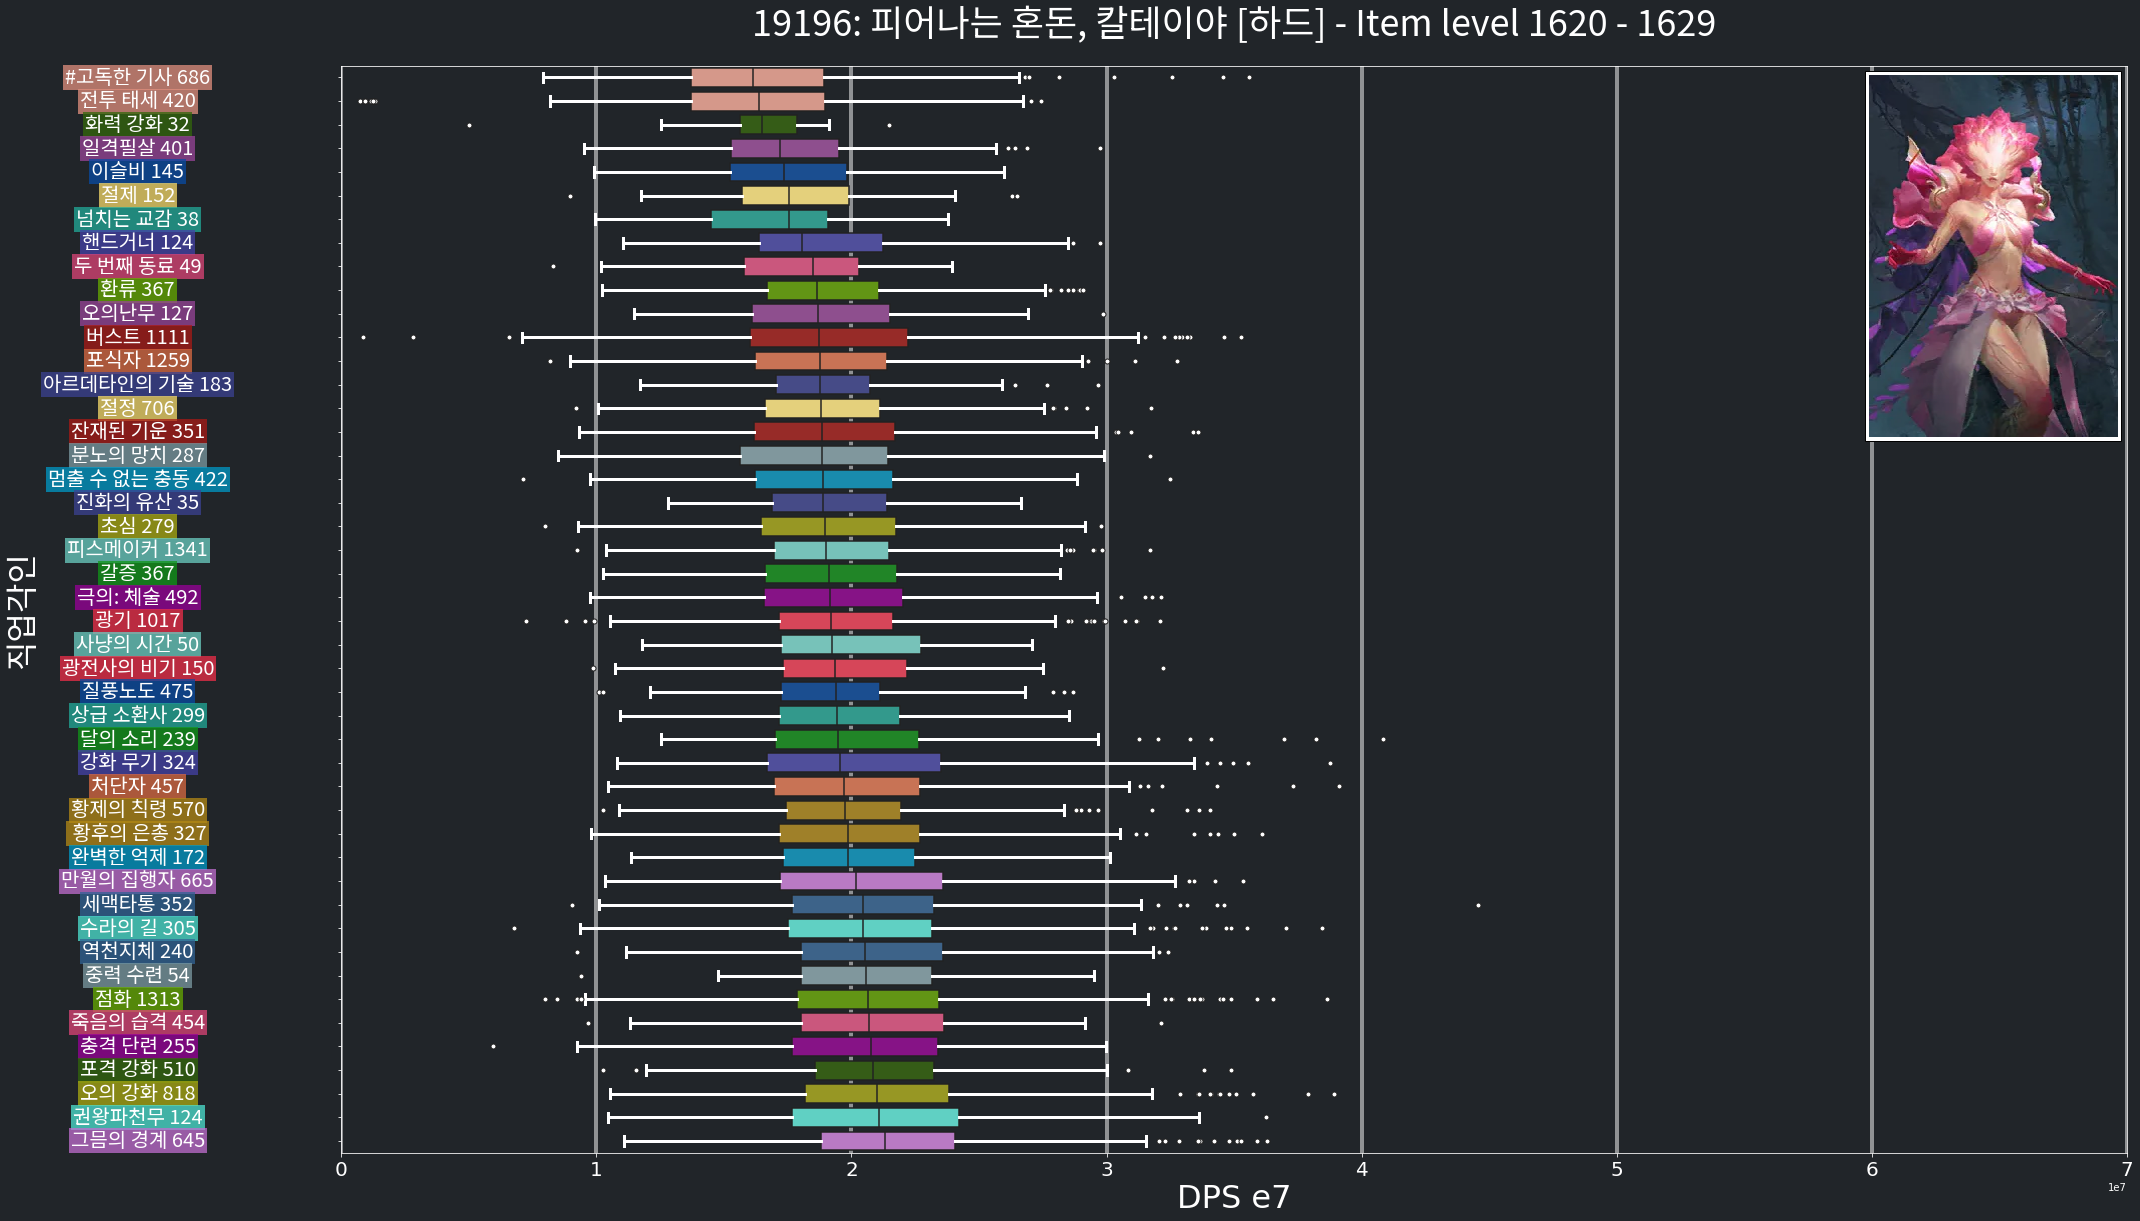 19196: 피어나는 혼돈, 칼테이야 [하드] - Item level 1620 - 1629
#고독한 기사 686
전투 태세 420
화력 강화 32
일격필살 401
이슬비 145
절제 152
넘치는 교감 38
핸드거너 124
두 번째 동료 49
환류 367
오의난무 127
버스트 1111
포식자 1259
아르데타인의 기술 183
절정 706
잔재된 기운 351
분노의 망치 287
멈출 수 없는 충동 422
진화의 유산 35
초심 279
피스메이커 1341
갈증 367
극의: 체술 492
광기 1017
사냥의 시간 50
광전사의 비기 150
질풍노도 475
상급 소환사 299
달의 소리 239
강화 무기 324
처단자 457
황제의 칙령 570
황후의 은총 327
완벽한 억제 172
만월의 집행자 665
세맥타통 352
수라의 길 305
역천지체 240
중력 수련 54
점화 1313
죽음의 습격 454
충격 단련 255
포격 강화 510
오의 강화 818
권왕파천무 124
그믐의 경계 645
직업각인
0 1 2 3 4 5 6 7
1e7
DPS e7